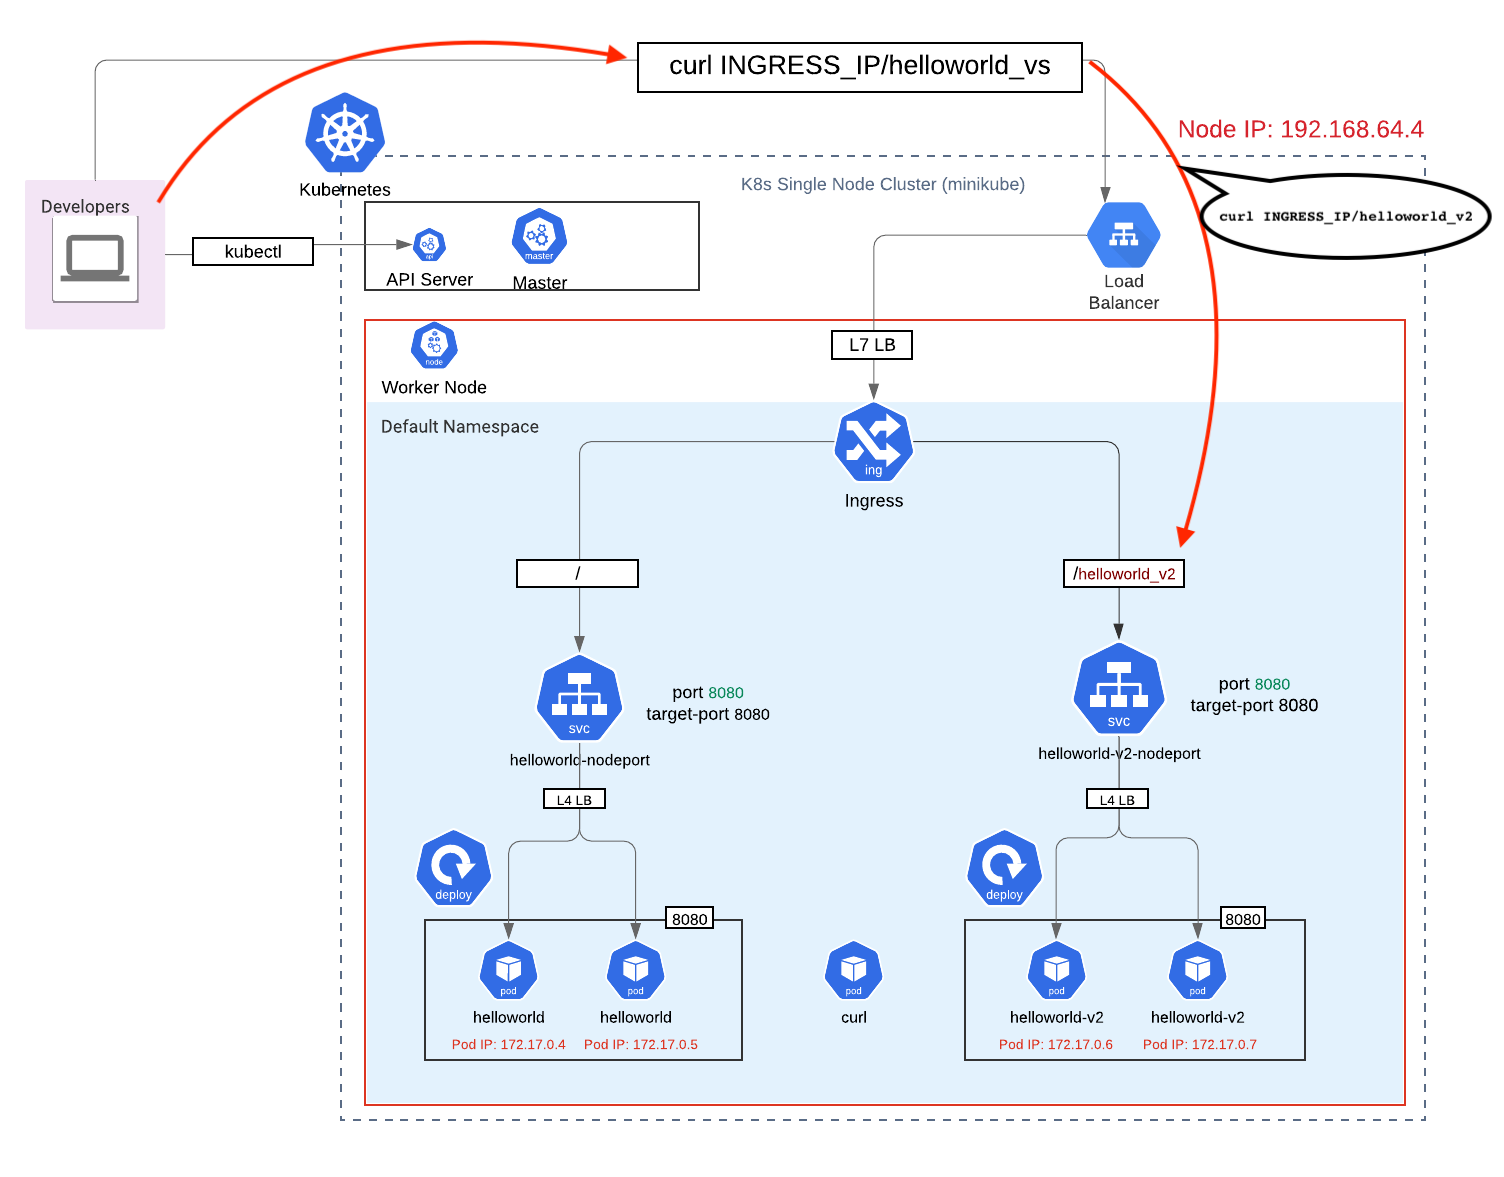 curl INGRESS_IP/helloworld_vs
Node IP: 192.168.64.4
Kubernetes
K8s Single Node Cluster (minikube)
Developers
curl INGRESS_IP/helloworld_v2
kubectl
api
API Server
master
Master
Load
Balancer
L7 LB
node
Worker Node
Default Namespace
ing
Ingress
/
/helloworld_v2
svc
port 8080
target-port 8080
helloworld-nodeport
svc
port 8080
target-port 8080
helloworld-v2-nodeport
L4 LB
L4 LB
deploy
deploy
8080
8080
pod
pod
pod
pod
pod
helloworld
helloworld
curl
helloworld-v2
helloworld-v2
Pod IP: 172.17.0.4
Pod IP: 172.17.0.5
Pod IP: 172.17.0.6
Pod IP: 172.17.0.7